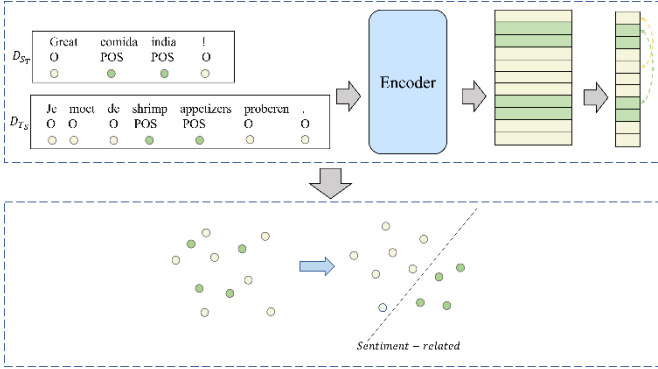 Great comida india !
D_{S_T} O POS POS O
Encoder
Je moet de shrimp appetizers proberen .
D_{T_S} O O O POS POS O O
Sentiment − related